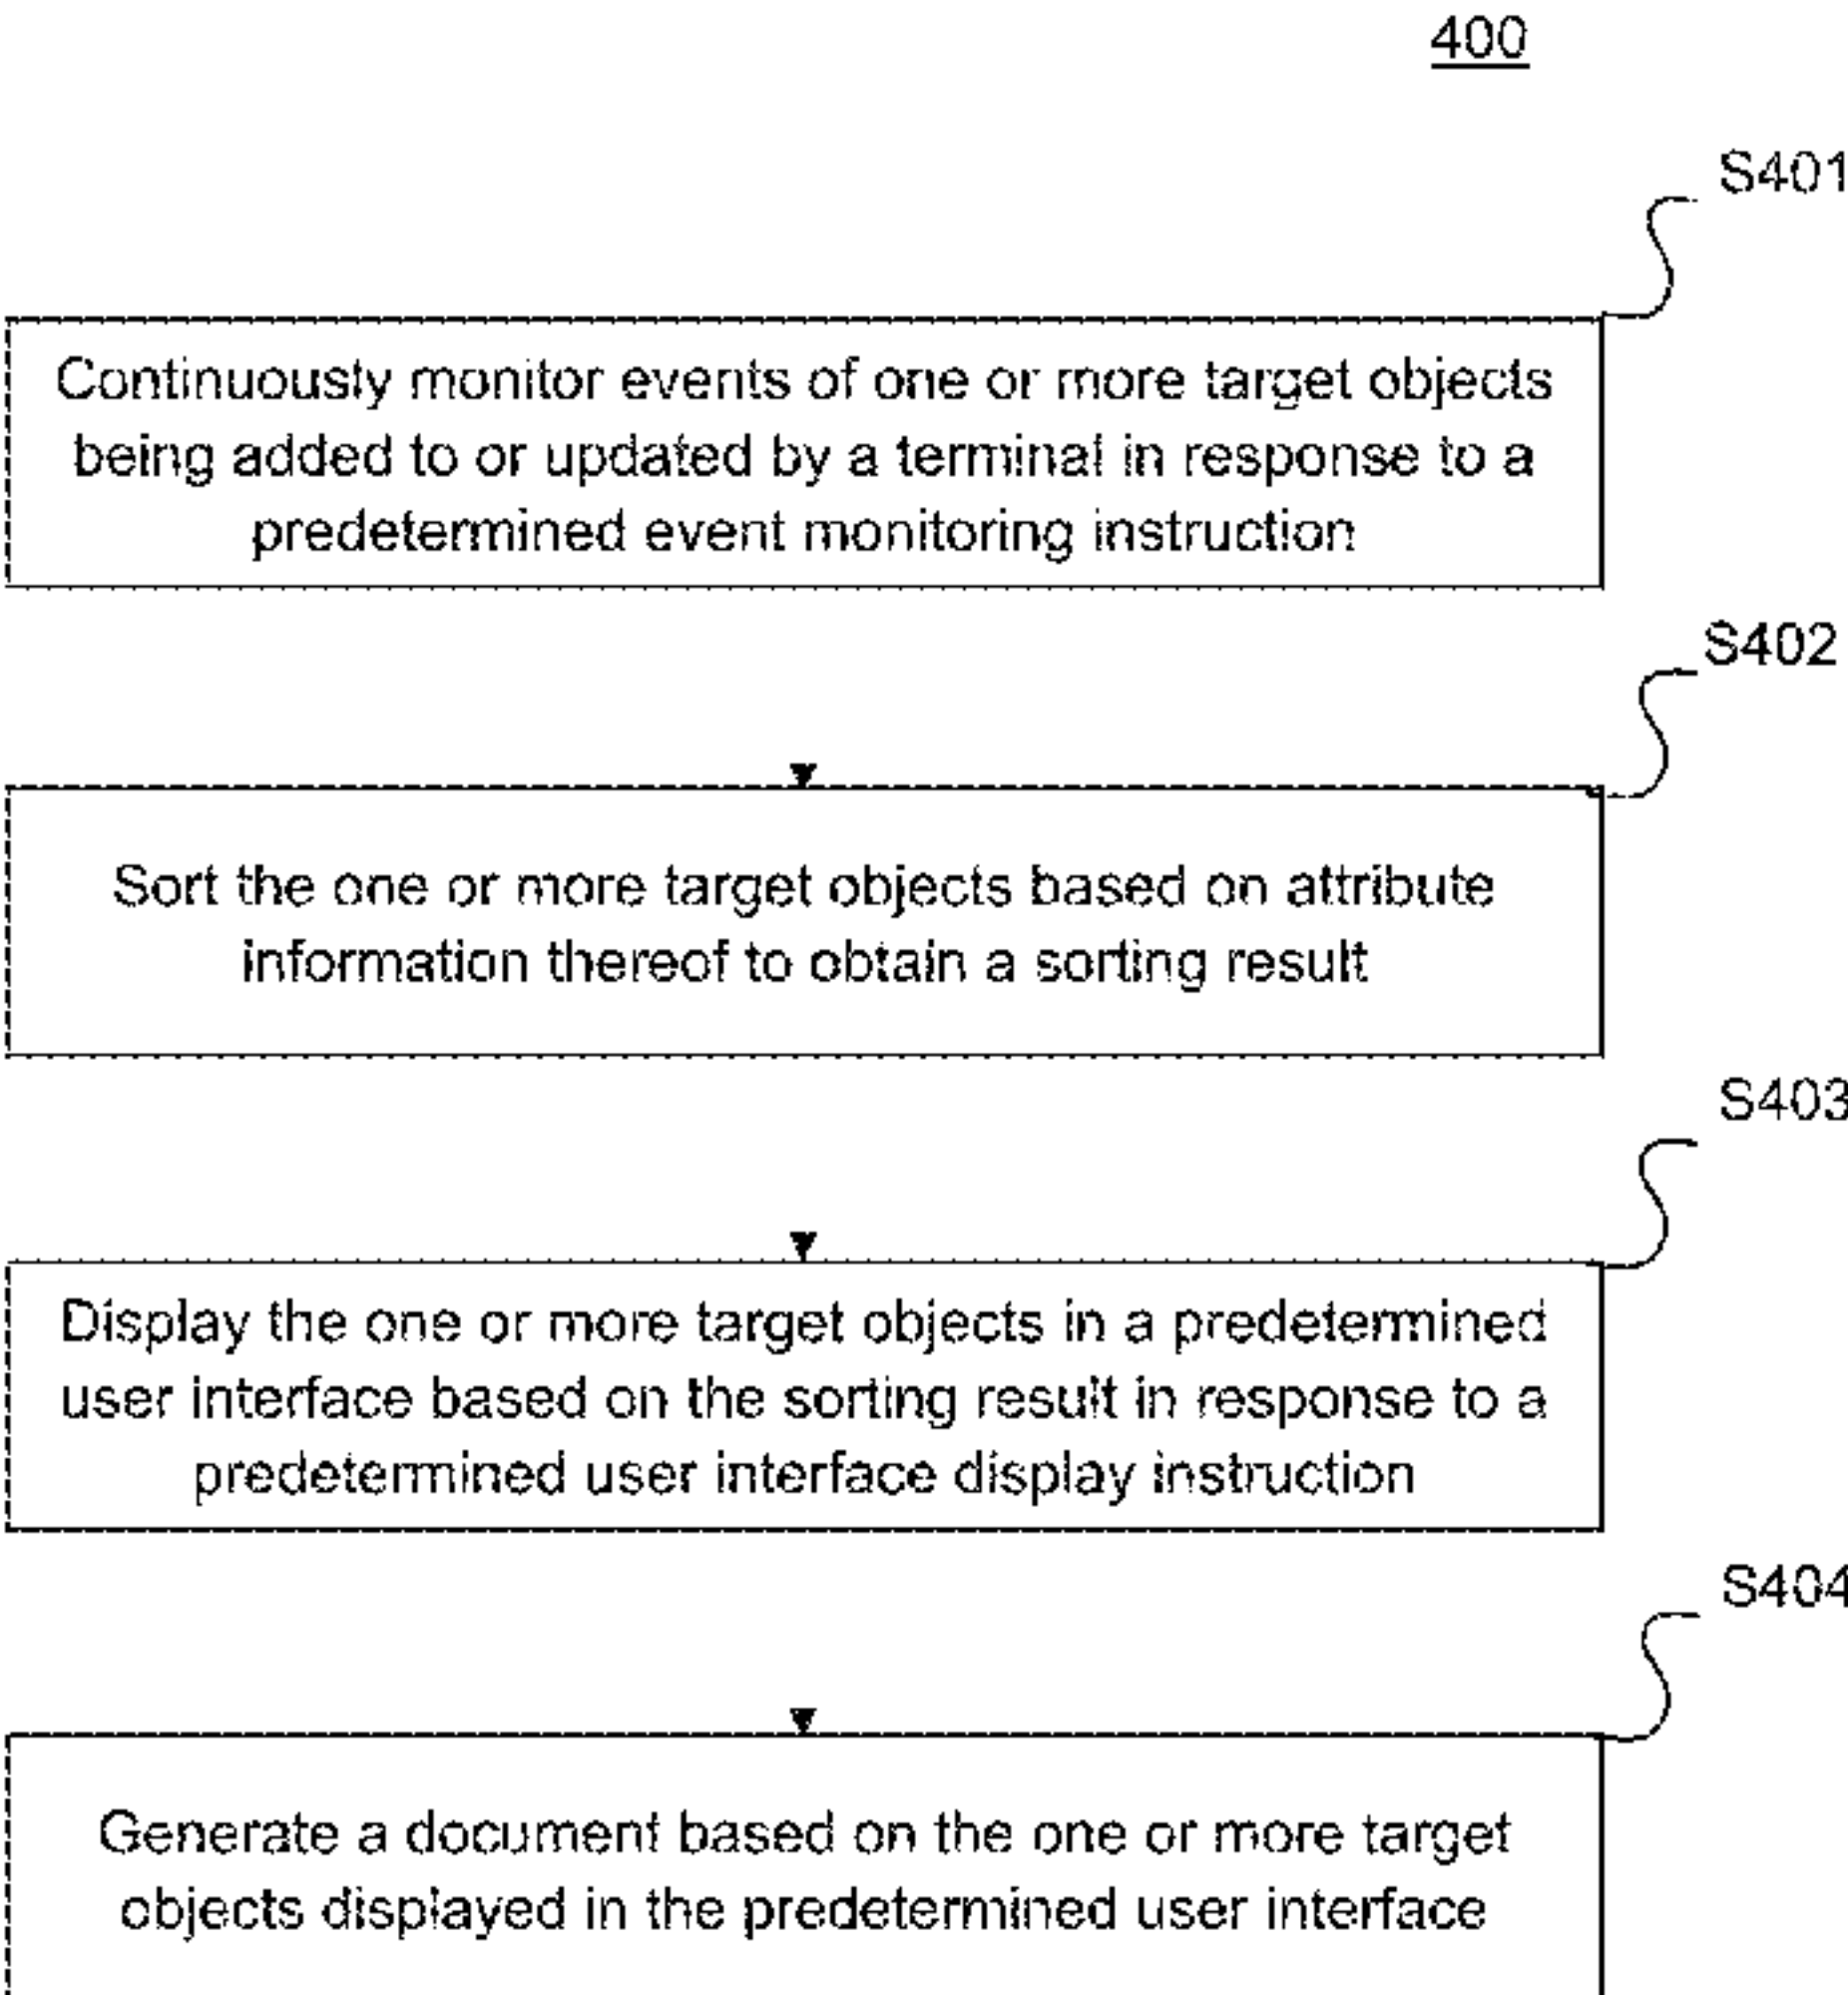 400
S401
Continuously monitor events of one or more target objects
being added to or updated by a terminal in response to a
predetermined event monitoring instruction
S402
Sort the one or more target objects based on attribute
information thereof to obtain a sorting result
S403
Display the one or more target objects in a predetermined
user interface based on the sorting result in response to a
predetermined user interface display instruction
S404
Generate a document based on the one or more target
objects displayed in the predetermined user interface